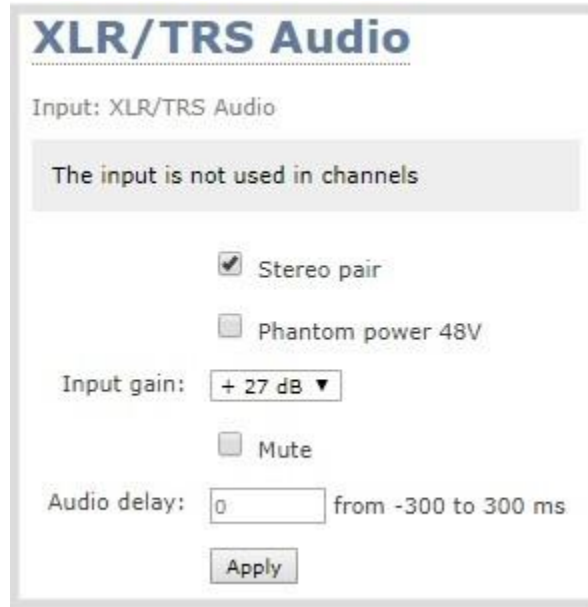 XLR/TRS Audio
Input: XLR/TRS Audio
The input is not used in channels
Stereo pair
Phantom power 48V
Input gain: + 27 dB ▼
Mute
Audio delay: 0 from -300 to 300 ms
Apply